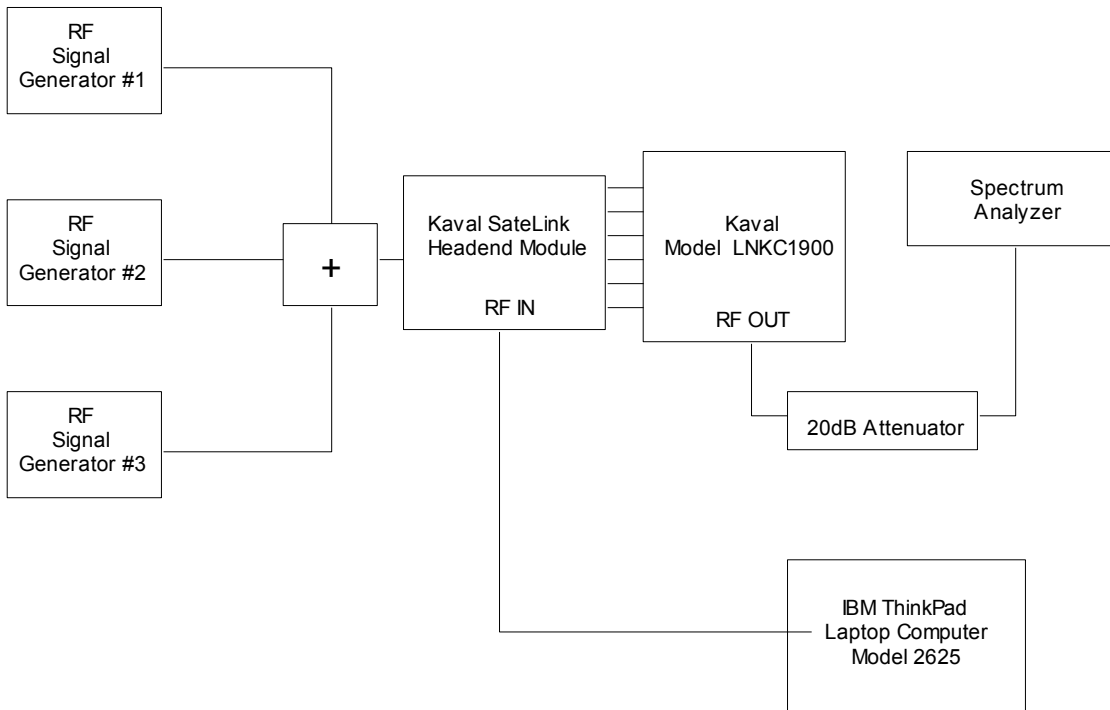 RF
Signal
Generator #1
RF
Signal
Generator #2
RF
Signal
Generator #3
+
Kaval SateLink
Headend Module
RF IN
Kaval
Model LNKC1900
RF OUT
Spectrum
Analyzer
20dB Attenuator
IBM ThinkPad
Laptop Computer
Model 2625